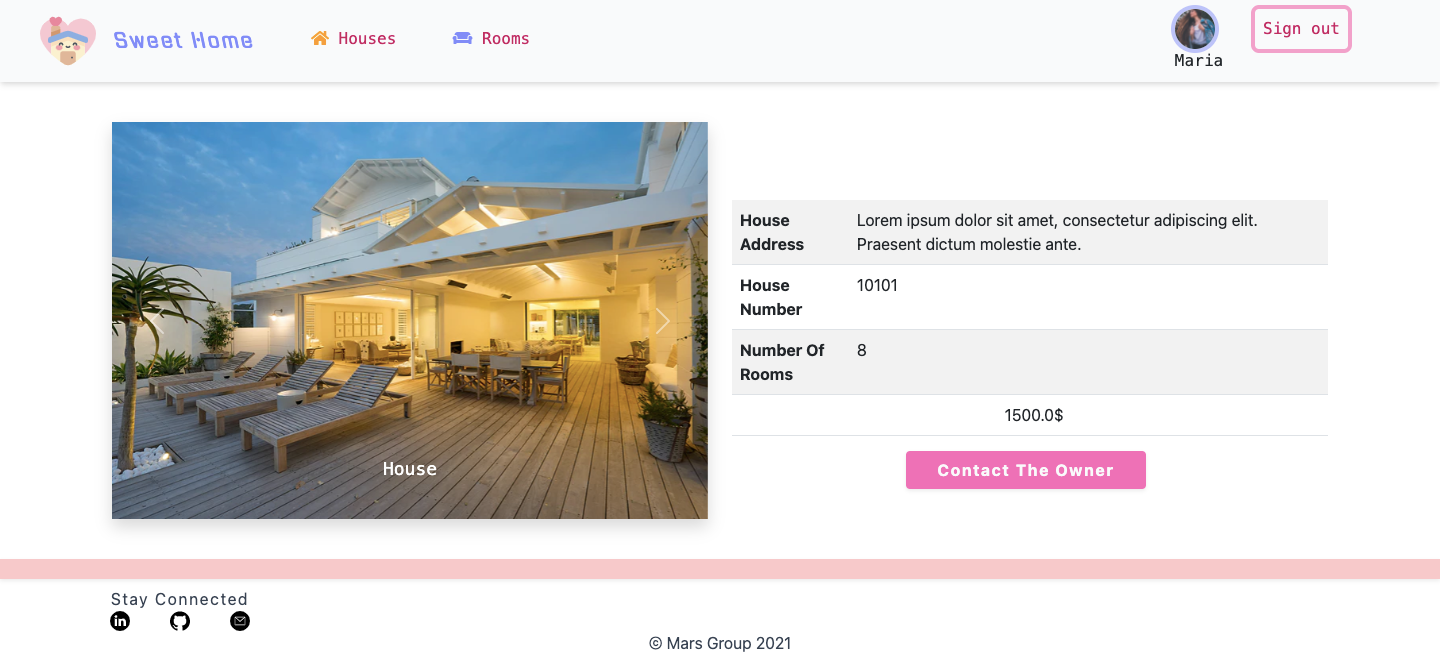 Sweet Home
Houses
Rooms
Maria
Sign out
House
House Address
Lorem ipsum dolor sit amet, consectetur adipiscing elit.
Praesent dictum molestie ante.
House Number
10101
Number Of Rooms
8
1500.0$
Contact The Owner
Stay Connected
© Mars Group 2021